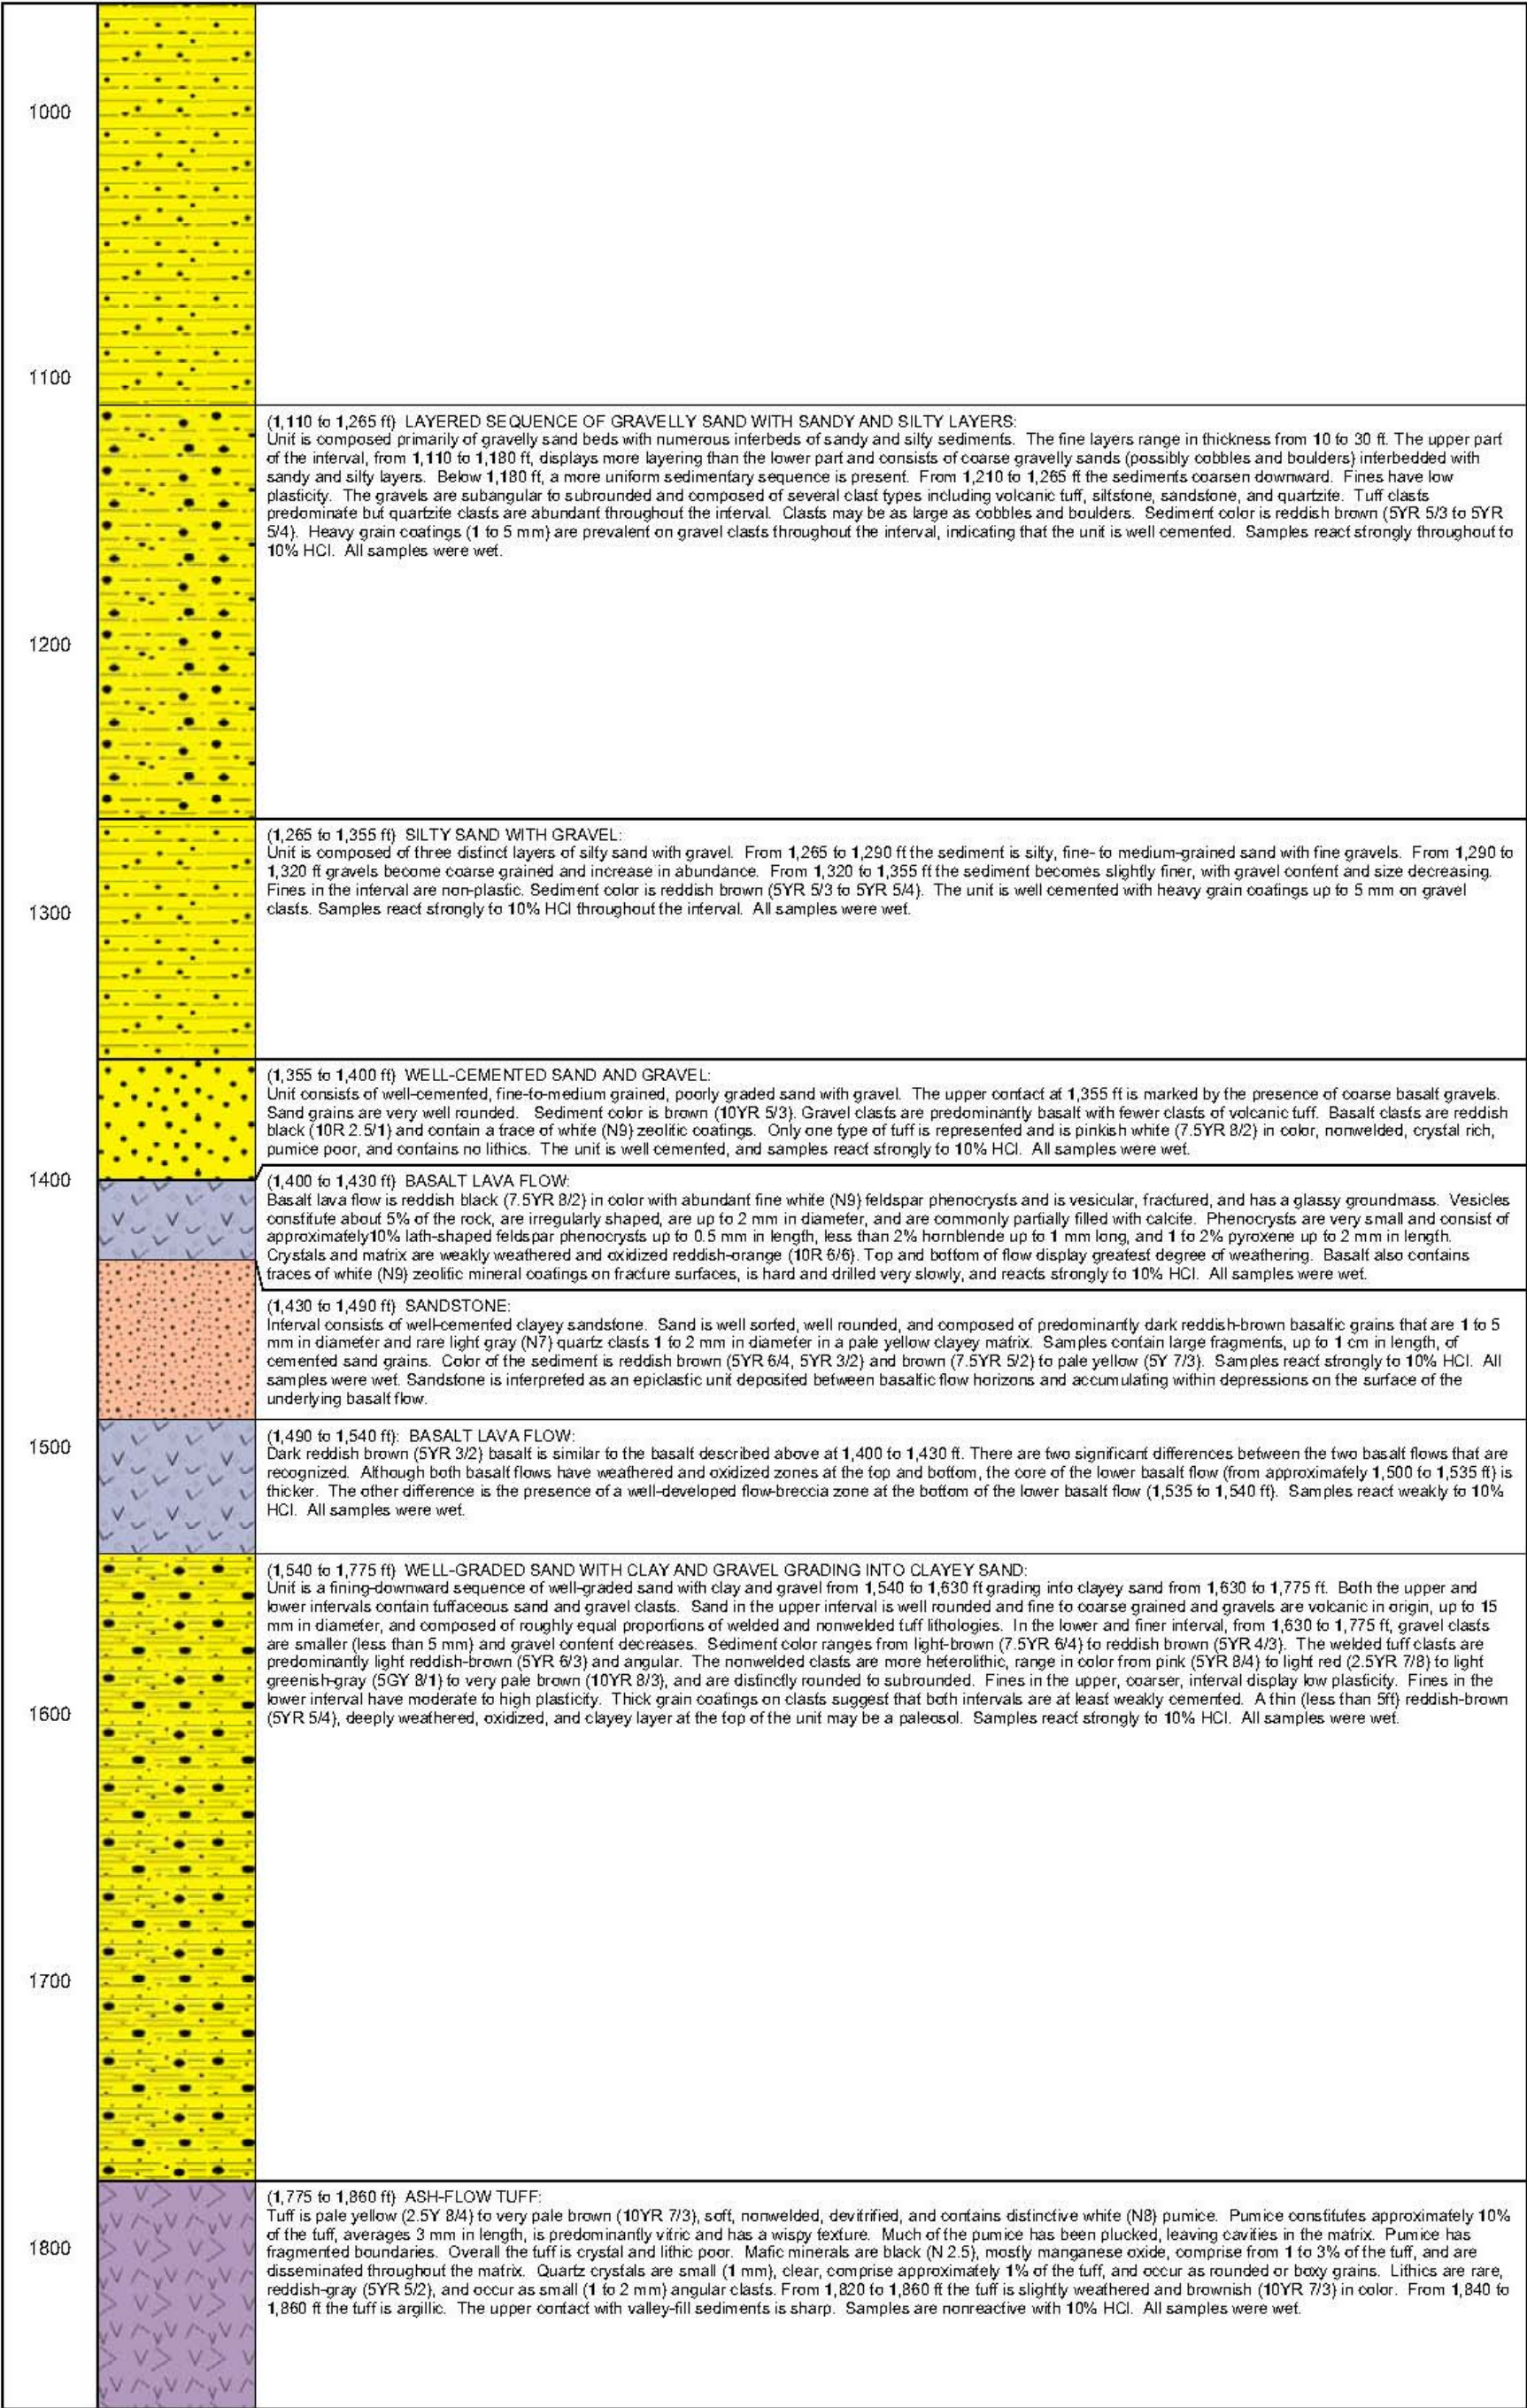 1000
1100
(1,110 to 1,265 ft) LAYERED SEQUENCE OF GRAVELLY SAND WITH SANDY AND SILTY LAYERS:
Unit is composed primarily of gravelly sand beds with numerous interbeds of sandy and silty sediments. The fine layers range in thickness from 10 to 30 ft. The upper part
of the interval, from 1,110 to 1,180 ft, displays more layering than the lower part and consists of coarse gravelly sands (possibly cobbles and boulders) interbedded with
sandy and silty layers. Below 1,180 ft, a more uniform sedimentary sequence is present. From 1,210 to 1,265 ft the sediments coarsen downward. Fines have low
plasticity. The gravels are subangular to subrounded and composed of several clast types including volcanic tuff, siltstone, sandstone, and quartzite. Tuff clasts
predominate but quartzite clasts are abundant throughout the interval. Clasts may be as large as cobbles and boulders. Sediment color is reddish brown (5YR 5/3 to 5YR
5/4). Heavy grain coatings (1 to 5 mm) are prevalent on gravel clasts throughout the interval, indicating that the unit is well cemented. Samples react strongly throughout to
10% HCl. All samples were wet.
1200
(1,265 to 1,355 ft) SILTY SAND WITH GRAVEL:
Unit is composed of three distinct layers of silty sand with gravel. From 1,265 to 1,290 ft the sediment is silty, fine- to medium-grained sand with fine gravels. From 1,290 to
1,320 ft gravels become coarse grained and increase in abundance. From 1,320 to 1,355 ft the sediment becomes slightly finer, with gravel content and size decreasing.
Fines in the interval are non-plastic. Sediment color is reddish brown (5YR 5/3 to 5YR 5/4). The unit is well cemented with heavy grain coatings up to 5 mm on gravel
clasts. Samples react strongly to 10% HCl throughout the interval. All samples were wet.
1300
(1,355 to 1,400 ft) WELL-CEMENTED SAND AND GRAVEL:
Unit consists of well-cemented, fine-to-medium grained, poorly graded sand with gravel. The upper contact at 1,355 ft is marked by the presence of coarse basalt gravels.
Sand grains are very well rounded. Sediment color is brown (10YR 5/3). Gravel clasts are predominantly basalt with fewer clasts of volcanic tuff. Basalt clasts are reddish
black (10R 2.5/1) and contain a trace of white (N9) zeolitic coatings. Only one type of tuff is represented and is pinkish white (7.5YR 8/2) in color, nonwelded, crystal rich,
pumice poor, and contains no lithics. The unit is well cemented, and samples react strongly to 10% HCl. All samples were wet.
1400
(1,400 to 1,430 ft) BASALT LAVA FLOW:
Basalt lava flow is reddish black (7.5YR 8/2) in color with abundant fine white (N9) feldspar phenocrysts and is vesicular, fractured, and has a glassy groundmass. Vesicles
constitute about 5% of the rock, are irregularly shaped, are up to 2 mm in diameter, and are commonly partially filled with calcite. Phenocrysts are very small and consist of
approximately10% lath-shaped feldspar phenocrysts up to 0.5 mm in length, less than 2% hornblende up to 1 mm long, and 1 to 2% pyroxene up to 2 mm in length.
Crystals and matrix are weakly weathered and oxidized reddish-orange (10R 6/6). Top and bottom of flow display greatest degree of weathering. Basalt also contains
traces of white (N9) zeolitic mineral coatings on fracture surfaces, is hard and drilled very slowly, and reacts strongly to 10% HCl. All samples were wet.
(1,430 to 1,490 ft) SANDSTONE:
Interval consists of well-cemented clayey sandstone. Sand is well sorted, well rounded, and composed of predominantly dark reddish-brown basaltic grains that are 1 to 5
mm in diameter and rare light gray (N7) quartz clasts 1 to 2 mm in diameter in a pale yellow clayey matrix. Samples contain large fragments, up to 1 cm in length, of
cemented sand grains. Color of the sediment is reddish brown (5YR 6/4, 5YR 3/2) and brown (7.5YR 5/2) to pale yellow (5Y 7/3). Samples react strongly to 10% HCl. All
samples were wet. Sandstone is interpreted as an epiclastic unit deposited between basaltic flow horizons and accumulating within depressions on the surface of the
underlying basalt flow.
1500
(1,490 to 1,540 ft): BASALT LAVA FLOW:
Dark reddish brown (5YR 3/2) basalt is similar to the basalt described above at 1,400 to 1,430 ft. There are two significant differences between the two basalt flows that are
recognized. Although both basalt flows have weathered and oxidized zones at the top and bottom, the core of the lower basalt flow (from approximately 1,500 to 1,535 ft) is
thicker. The other difference is the presence of a well-developed flow-breccia zone at the bottom of the lower basalt flow (1,535 to 1,540 ft). Samples react weakly to 10%
HCl. All samples were wet.
(1,540 to 1,775 ft) WELL-GRADED SAND WITH CLAY AND GRAVEL GRADING INTO CLAYEY SAND:
Unit is a fining-downward sequence of well-graded sand with clay and gravel from 1,540 to 1,630 ft grading into clayey sand from 1,630 to 1,775 ft. Both the upper and
lower intervals contain tuffaceous sand and gravel clasts. Sand in the upper interval is well rounded and fine to coarse grained and gravels are volcanic in origin, up to 15
mm in diameter, and composed of roughly equal proportions of welded and nonwelded tuff lithologies. In the lower and finer interval, from 1,630 to 1,775 ft, gravel clasts
are smaller (less than 5 mm) and gravel content decreases. Sediment color ranges from light-brown (7.5YR 6/4) to reddish brown (5YR 4/3). The welded tuff clasts are
predominantly light reddish-brown (5YR 6/3) and angular. The nonwelded clasts are more heterolithic, range in color from pink (5YR 8/4) to light red (2.5YR 7/8) to light
greenish-gray (5GY 8/1) to very pale brown (10YR 8/3), and are distinctly rounded to subrounded. Fines in the upper, coarser, interval display low plasticity. Fines in the
lower interval have moderate to high plasticity. Thick grain coatings on clasts suggest that both intervals are at least weakly cemented. A thin (less than 5ft) reddish-brown
(5YR 5/4), deeply weathered, oxidized, and clayey layer at the top of the unit may be a paleosol. Samples react strongly to 10% HCl. All samples were wet.
1600
1700
(1,775 to 1,860 ft) ASH-FLOW TUFF:
Tuff is pale yellow (2.5Y 8/4) to very pale brown (10YR 7/3), soft, nonwelded, devitrified, and contains distinctive white (N8) pumice. Pumice constitutes approximately 10%
of the tuff, averages 3 mm in length, is predominantly vitric and has a wispy texture. Much of the pumice has been plucked, leaving cavities in the matrix. Pumice has
fragmented boundaries. Overall the tuff is crystal and lithic poor. Mafic minerals are black (N 2.5), mostly manganese oxide, comprise from 1 to 3% of the tuff, and are
disseminated throughout the matrix. Quartz crystals are small (1 mm), clear, comprise approximately 1% of the tuff, and occur as rounded or boxy grains. Lithics are rare,
reddish-gray (5YR 5/2), and occur as small (1 to 2 mm) angular clasts. From 1,820 to 1,860 ft the tuff is slightly weathered and brownish (10YR 7/3) in color. From 1,840 to
1,860 ft the tuff is argillic. The upper contact with valley-fill sediments is sharp. Samples are nonreactive with 10% HCl. All samples were wet.
1800